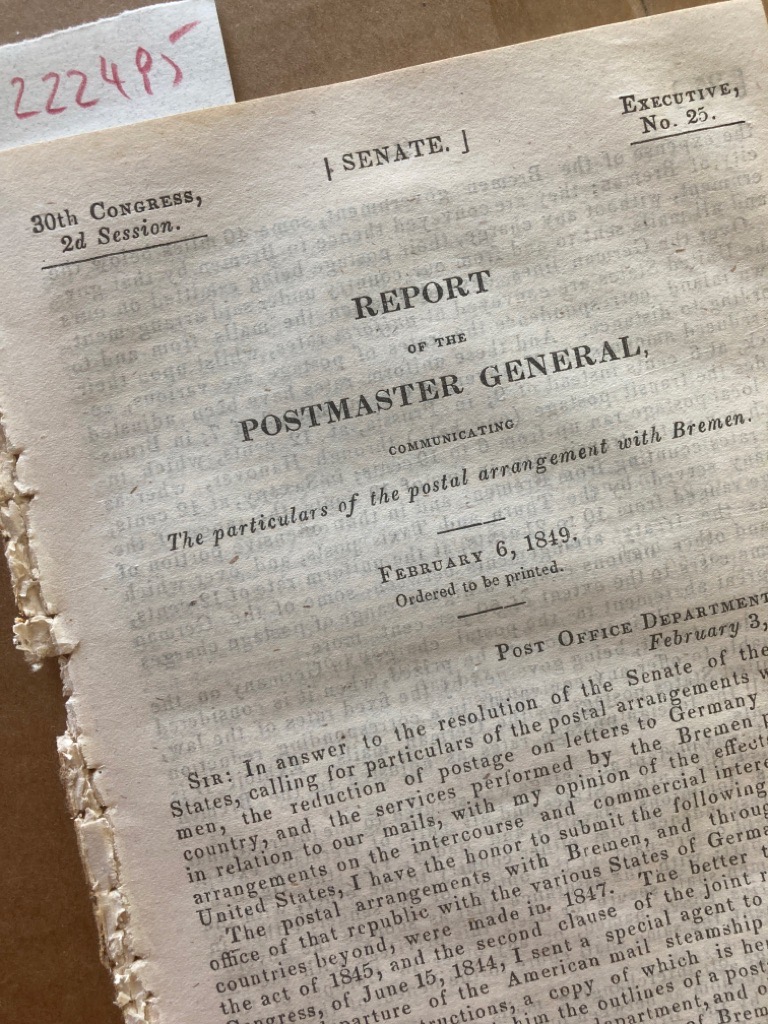 222495
30th CONGRESS,
2d Session.
[ SENATE. ]
EXECUTIVE,
No. 25.
REPORT
OF THE
POSTMASTER GENERAL,
COMMUNICATING
The particulars of the postal arrangement with Bremen.
FEBRUARY 6, 1849.
Ordered to be printed.
POST OFFICE DEPARTMENT
February 3,
SIR: In answer to the resolution of the Senate of the
States, calling for particulars of the postal arrangements w
men, the reduction of postage on letters to Germany
country, and the services performed by the Bremen p
in relation to our mails, with my opinion of the effect
arrangements on the intercourse and commercial intere
United States, I have the honor to submit the following
The postal arrangements with Bremen, and throug
office of that republic with the various States of Germa
countries beyond, were made in 1847. The better t
the act of 1845, and the second clause of the joint r
Congress, of June 15, 1844, I sent a special agent to
parture of the American mail steamship
ructions, a copy of which is he
him the outlines of a post
department, and o
of Brem